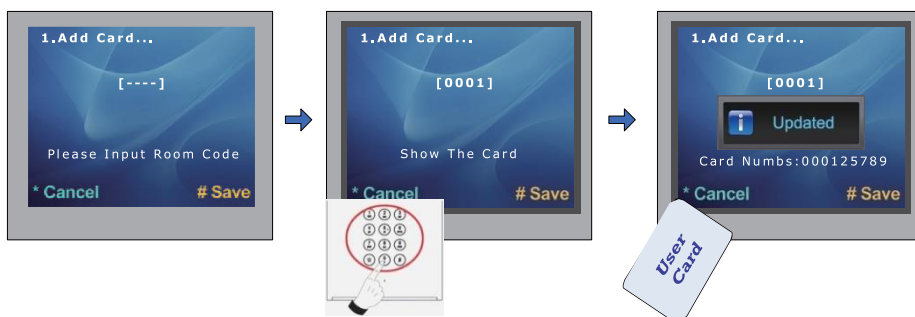 1.Add Card...
[----]
Please Input Room Code
* Cancel
# Save
1.Add Card...
[0001]
Show The Card
* Cancel
# Save
1.Add Card...
[0001]
i Updated
Card Numbs:000125789
* Cancel
# Save
User
Card